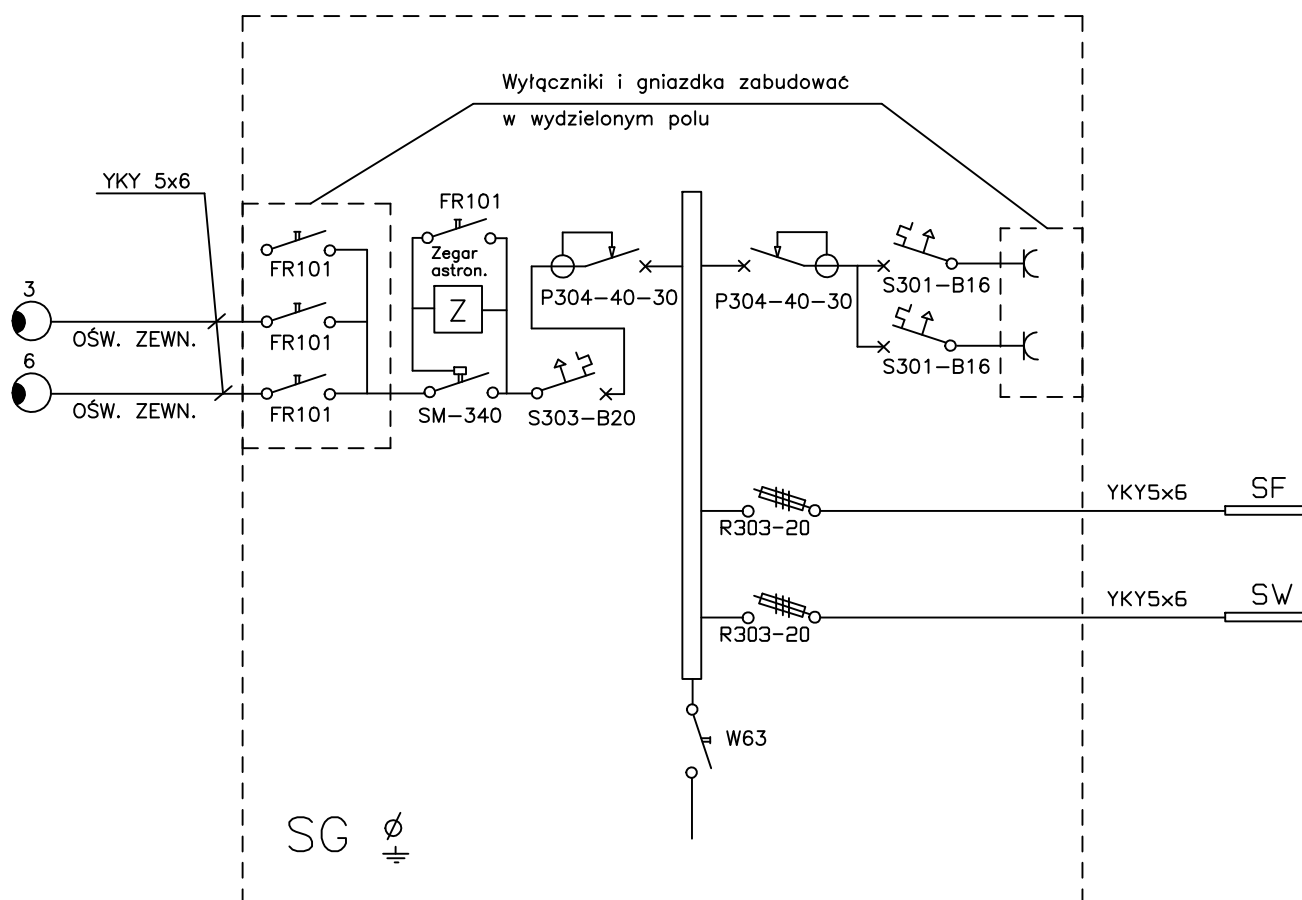 Wyłączniki i gniazdka zabudować
w wydzielonym polu
YKY 5x6
FR101
FR101
Zegar
astron.
Z
P304-40-30
P304-40-30
S301-B16
3
OŚW. ZEWN.
FR101
S301-B16
6
OŚW. ZEWN.
FR101
SM-340
S303-B20
YKY5x6
SF
R303-20
YKY5x6
SW
R303-20
W63
SG